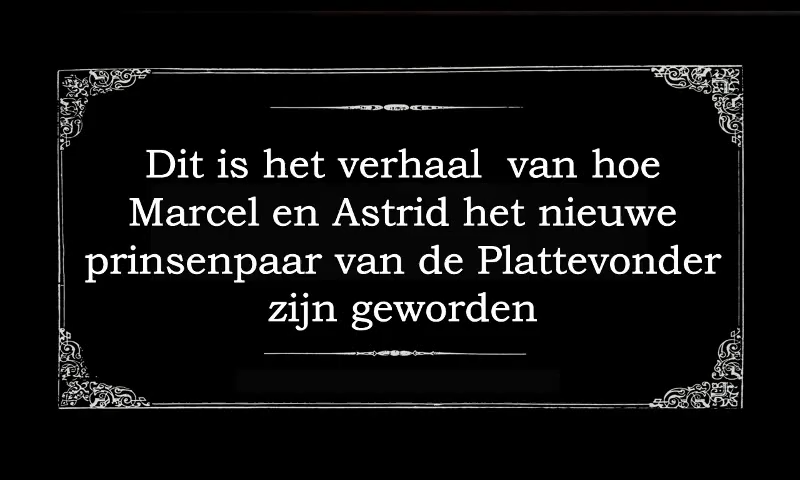 Dit is het verhaal  van hoe
Marcel en Astrid het nieuwe
prinsenpaar van de Plattevonder
zijn geworden